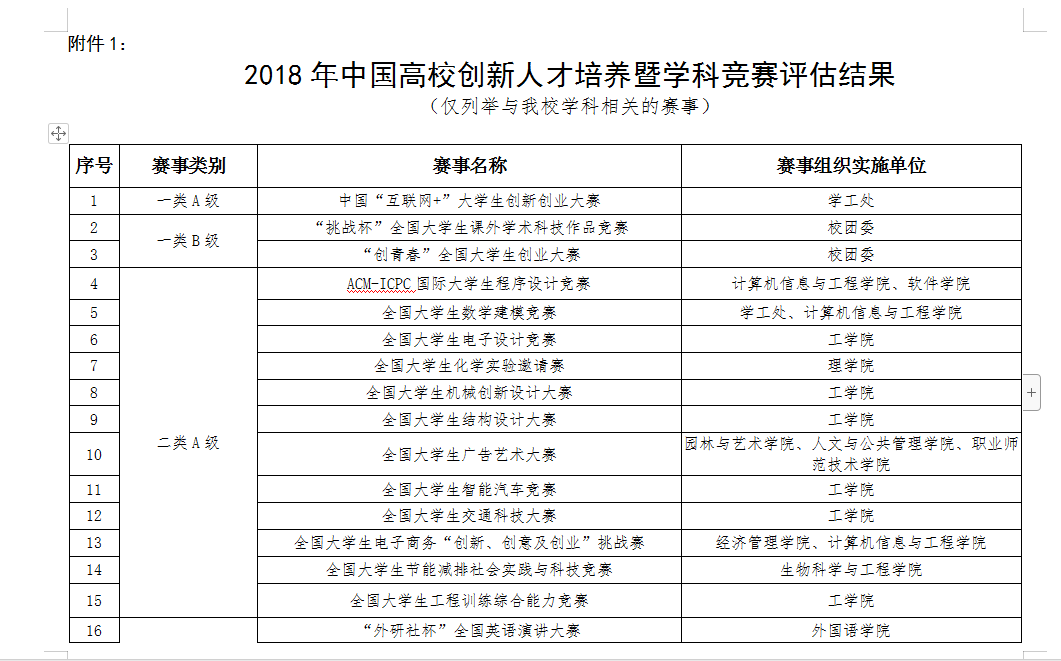 附件1：
2018年中国高校创新人才培养暨学科竞赛评估结果
（仅列举与我校学科相关的赛事）
序号 赛事类别 赛事名称 赛事组织实施单位
1 一类A级 中国“互联网+”大学生创新创业大赛 学工处
2 一类B级 “挑战杯”全国大学生课外学术科技作品竞赛 校团委
3 “创青春”全国大学生创业大赛 校团委
4 ACM-ICPC国际大学生程序设计竞赛 计算机信息与工程学院、软件学院
5 全国大学生数学建模竞赛 学工处、计算机信息与工程学院
6 全国大学生电子设计竞赛 工学院
7 全国大学生化学实验邀请赛 理学院
8 全国大学生机械创新设计大赛 工学院
9 全国大学生结构设计大赛 工学院
10 二类A级 全国大学生广告艺术大赛 园林与艺术学院、人文与公共管理学院、职业师
范技术学院
11 全国大学生智能汽车竞赛 工学院
12 全国大学生交通科技大赛 工学院
13 全国大学生电子商务“创新、创意及创业”挑战赛 经济管理学院、计算机信息与工程学院
14 全国大学生节能减排社会实践与科技竞赛 生物科学与工程学院
15 全国大学生工程训练综合能力竞赛 工学院
16 “外研社杯”全国英语演讲大赛 外国语学院